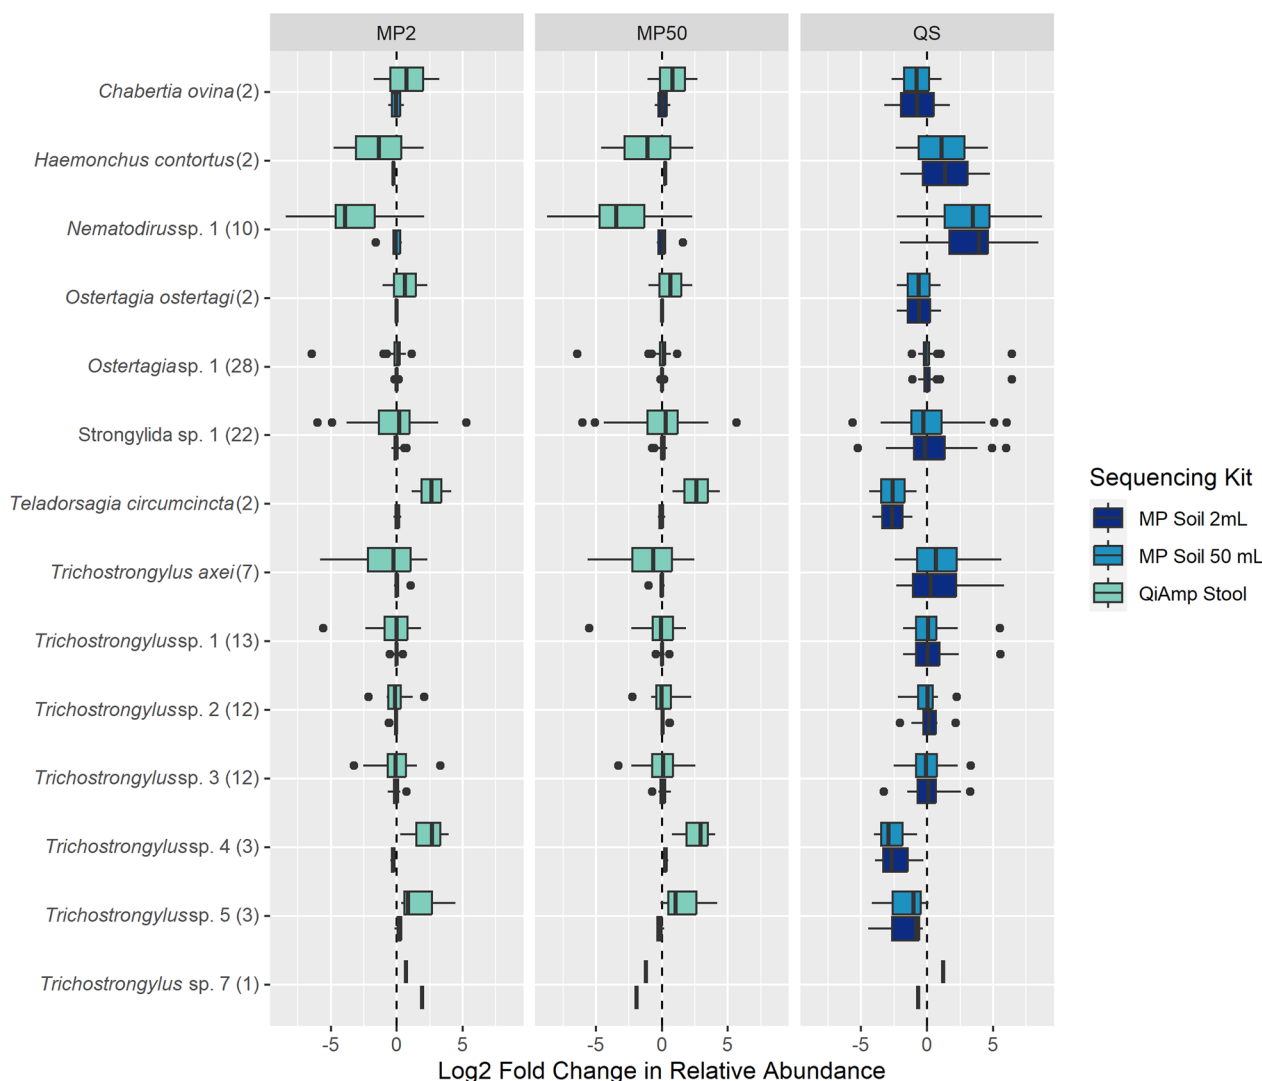 MP2 MP50 QS
Chabertia ovina(2)
Haemonchus contortus(2)
Nematodirussp. 1 (10)
Ostertagia ostertagi(2)
Ostertagiasp. 1 (28)
Strongylida sp. 1 (22)
Teladorsagia circumcincta(2)
Trichostrongylus axei(7)
Trichostrongylussp. 1 (13)
Trichostrongylussp. 2 (12)
Trichostrongylussp. 3 (12)
Trichostrongylussp. 4 (3)
Trichostrongylussp. 5 (3)
Trichostrongylus sp. 7 (1)
-5 0 5 -5 0 5 -5 0 5
Log2 Fold Change in Relative Abundance
Sequencing Kit
MP Soil 2mL
MP Soil 50 mL
QiAmp Stool